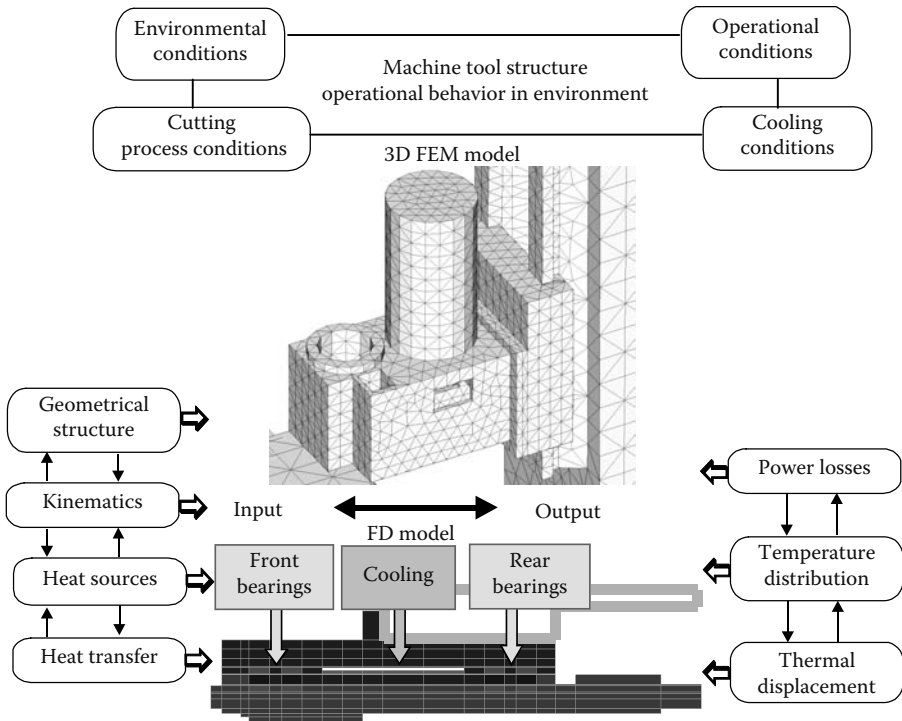 Environmental
conditions
Operational
conditions
Machine tool structure
operational behavior in environment
Cutting
process conditions
Cooling
conditions
3D FEM model
Geometrical
structure
Kinematics
Heat sources
Heat transfer
Input
Output
FD model
Front
bearings
Cooling
Rear
bearings
Power losses
Temperature
distribution
Thermal
displacement